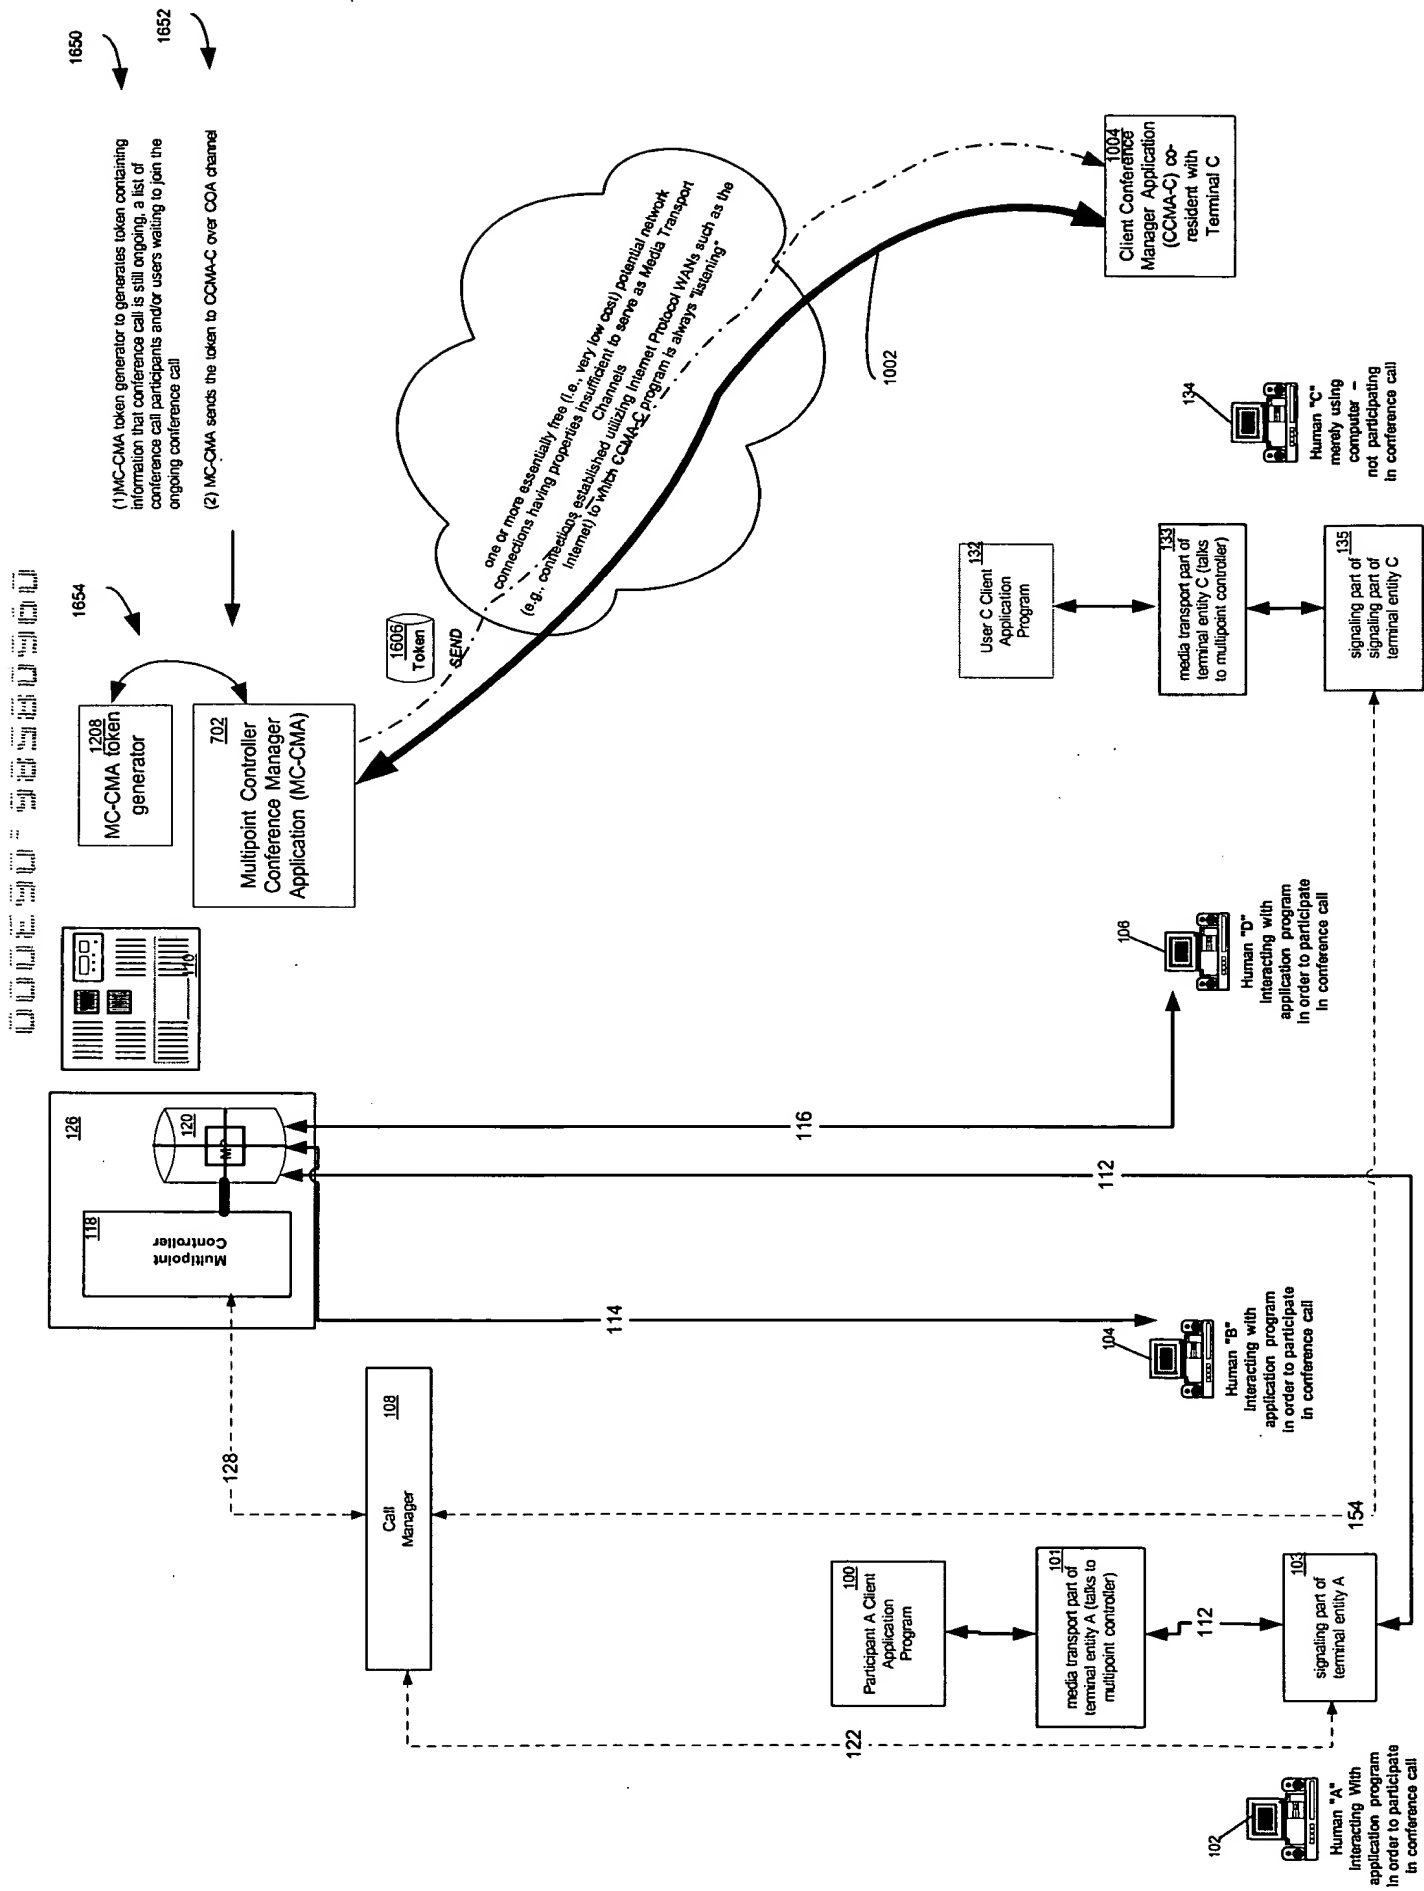 1650
(1)MC-CMA token generator to generates token containing
information that conference call is still ongoing, a list of
conference call participants and/or users waiting to join the
ongoing conference call
1652
(2) MC-CMA sends the token to CCMA-C over COA channel
1654
1208
MC-CMA token
generator
702
Multipoint Controller
Conference Manager
Application (MC-CMA)
1606
Token
SEND
one or more essentially free (i.e., very low cost) potential network
connections having properties insufficient to serve as Media Transport
Channels
(e.g., connections established utilizing Internet Protocol WANs such as the
Internet) to which CCMA-C program is always "listening"
1002
1004
Client Conference
Manager Application
(CCMA-C) co-
resident with
Terminal C
110
126
120
118
Multipoint
Controller
128
108
Call
Manager
114
116
112
122
154
132
User C Client
Application
Program
133
media transport part of
terminal entity C (talks
to multipoint controller)
135
signaling part of
signaling part of
terminal entity C
134
Human "C"
merely using
computer –
not participating
in conference call
106
Human "D"
Interacting with
application program
in order to participate
in conference call
104
Human "B"
Interacting with
application program
in order to participate
in conference call
100
Participant A Client
Application
Program
101
media transport part of
terminal entity A (talks to
multipoint controller)
112
103
signaling part of
terminal entity A
102
Human "A"
Interacting With
application program
in order to participate
in conference call